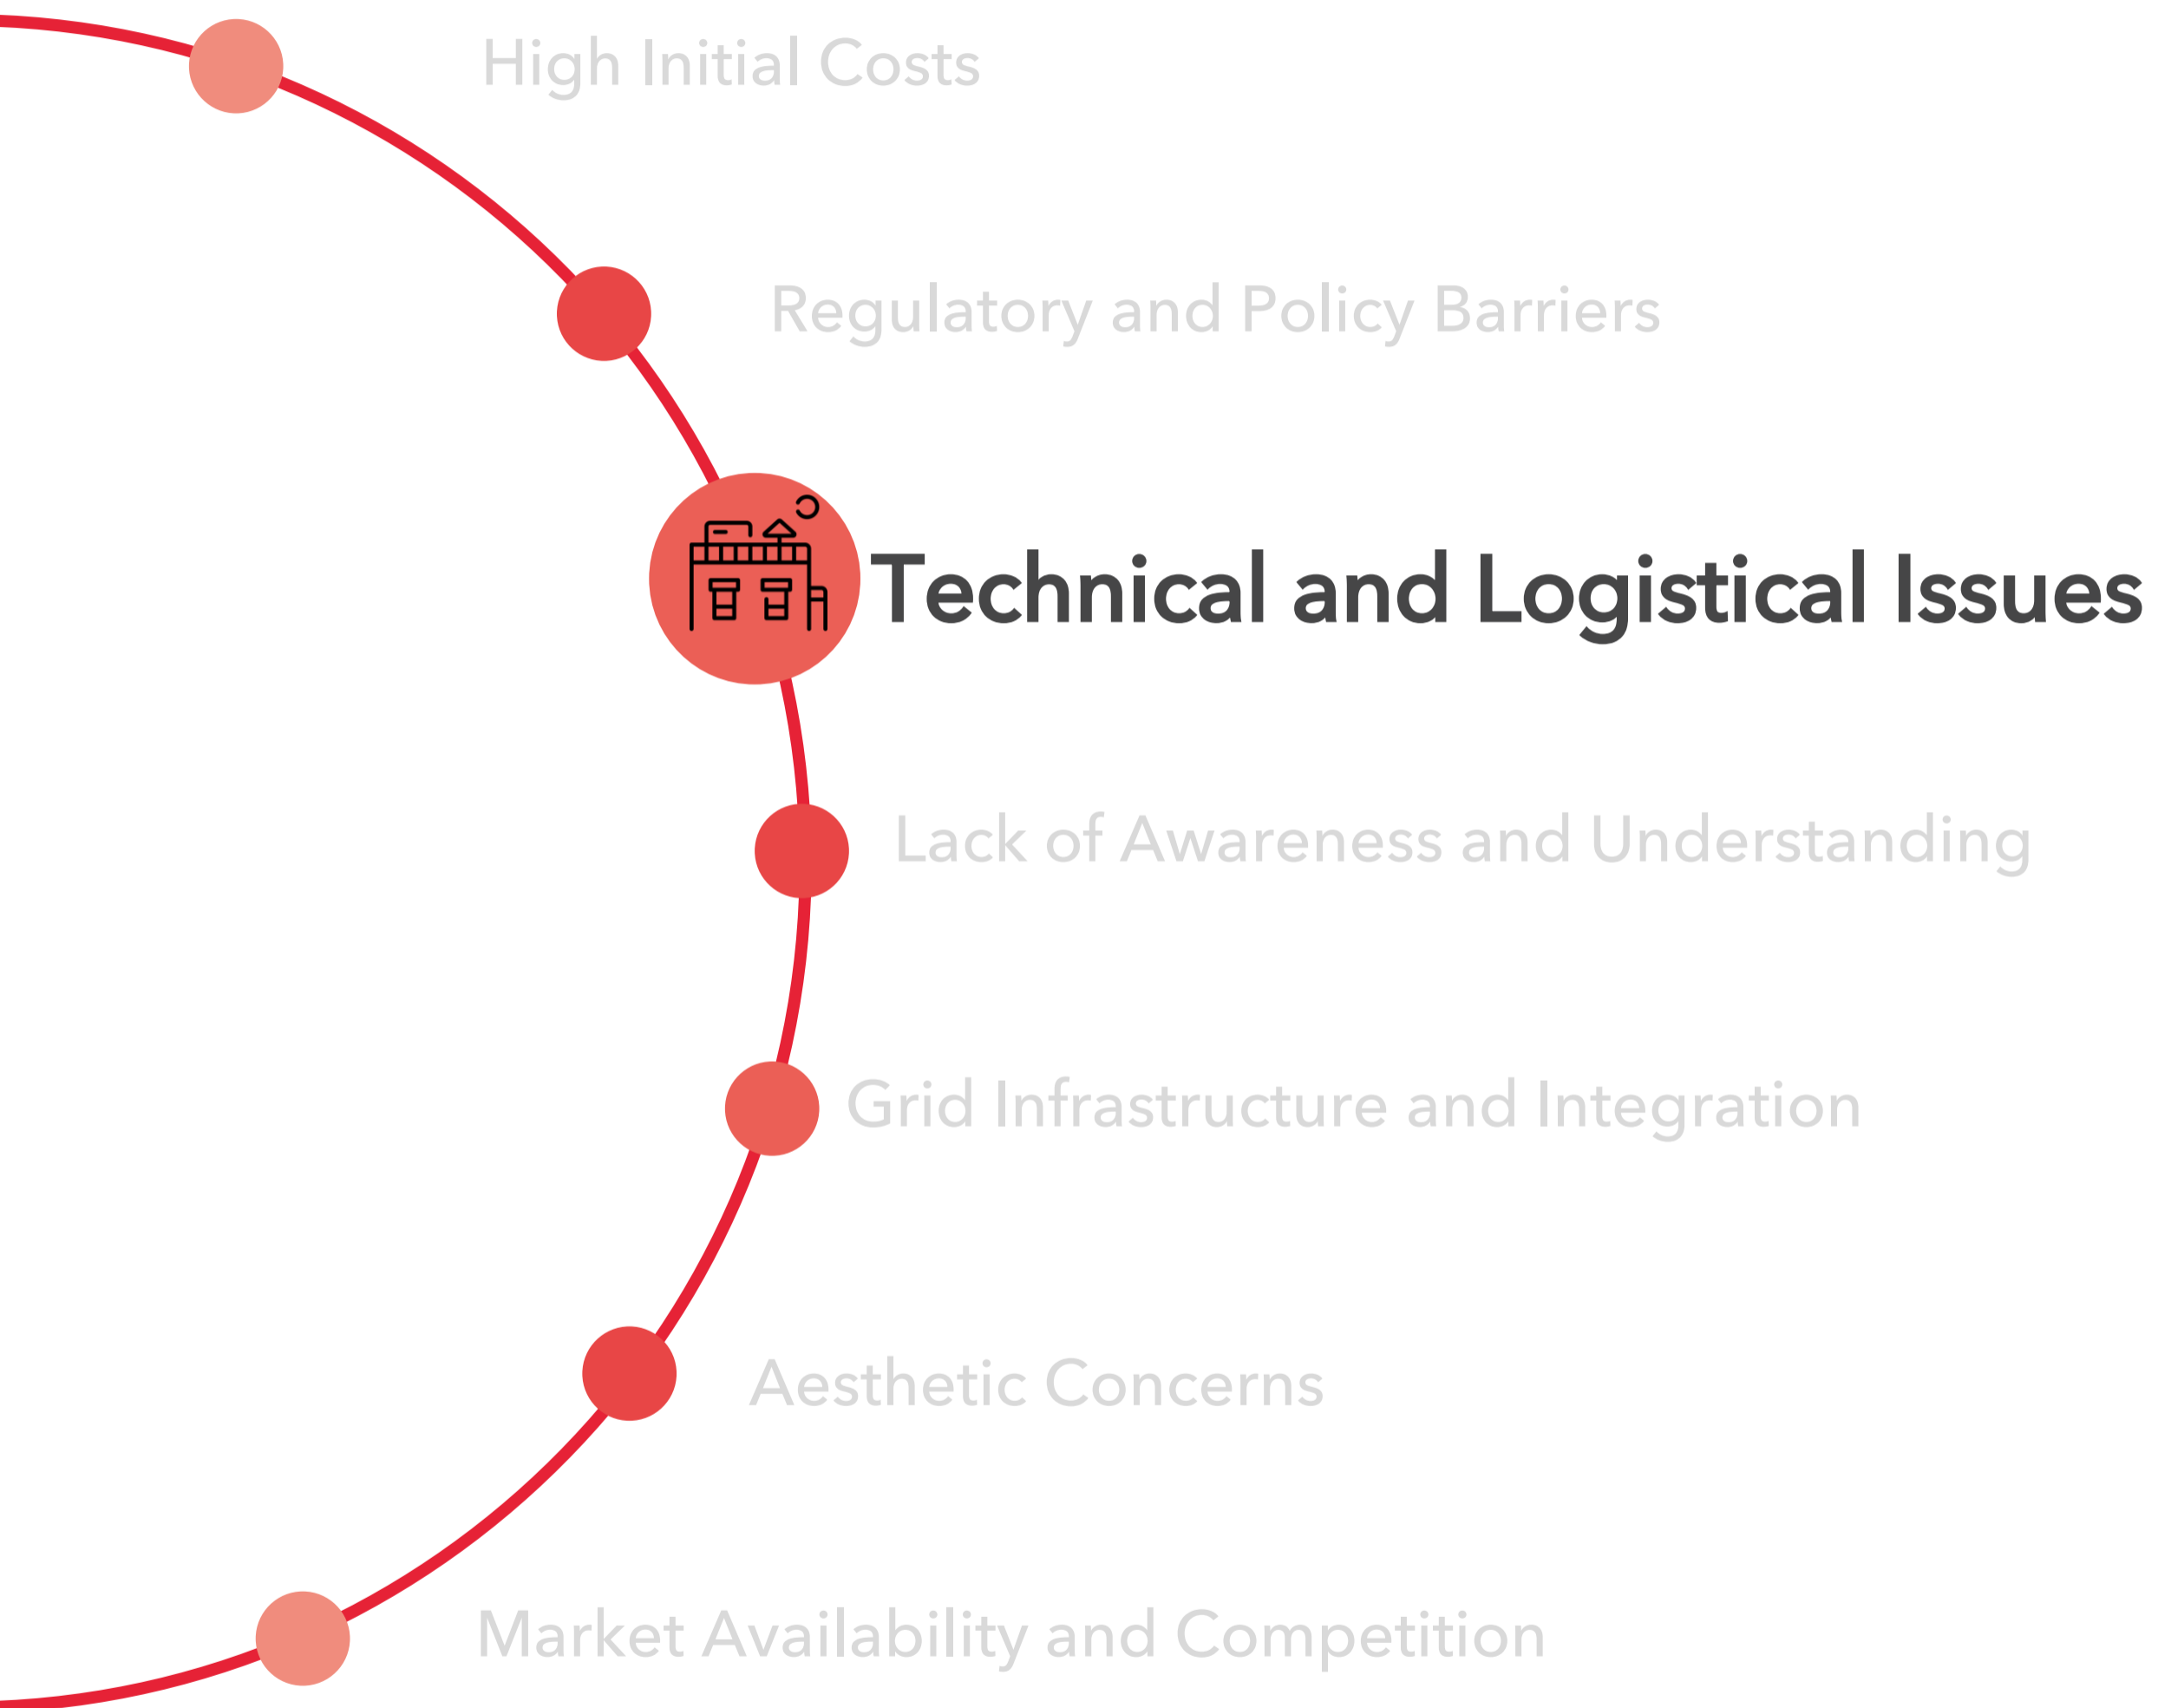 High Initial Costs
Regulatory and Policy Barriers
Technical and Logistical Issues
Lack of Awareness and Understanding
Grid Infrastructure and Integration
Aesthetic Concerns
Market Availability and Competition